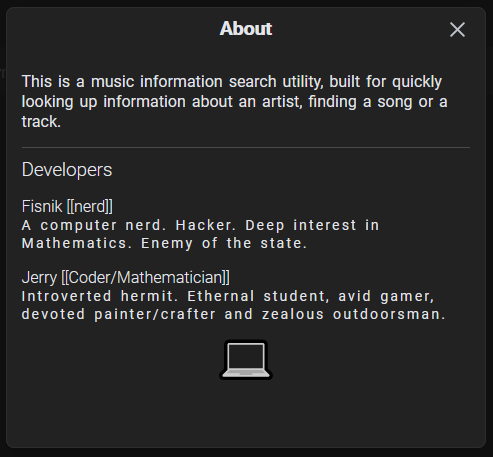 About
This is a music information search utility, built for quickly
looking up information about an artist, finding a song or a
track.
Developers
Fisnik [[nerd]]
A computer nerd. Hacker. Deep interest in
Mathematics. Enemy of the state.
Jerry [[Coder/Mathematician]]
Introverted hermit. Ethernal student, avid gamer,
devoted painter/crafter and zealous outdoorsman.